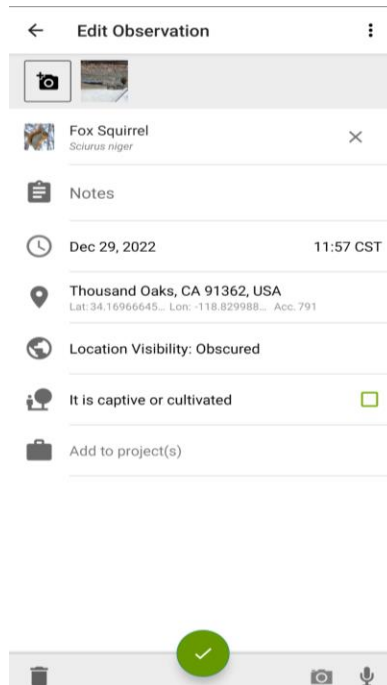 Edit Observation
Fox Squirrel
Sciurus niger
Notes
Dec 29, 2022 11:57 CST
Thousand Oaks, CA 91362, USA
Lat: 34.16966645... Lon: -118.829988... Acc. 791
Location Visibility: Obscured
It is captive or cultivated
Add to project(s)